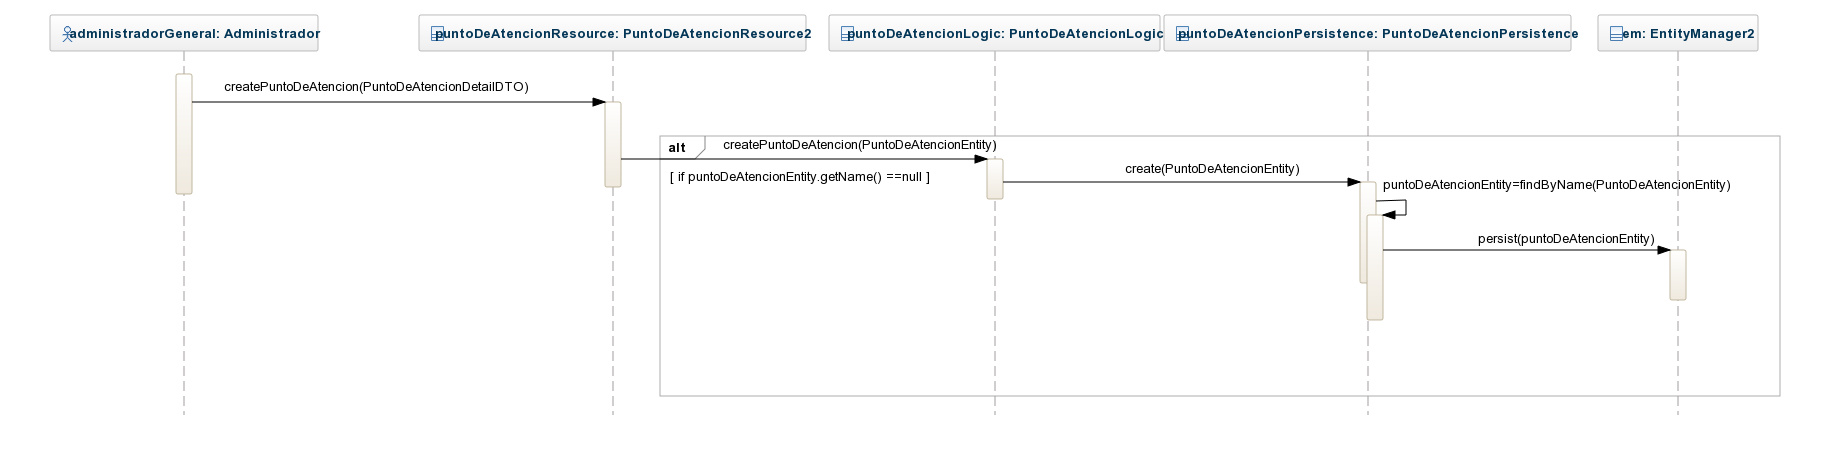 administradorGeneral: Administrador
puntoDeAtencionResource: PuntoDeAtencionResource2
puntoDeAtencionLogic: PuntoDeAtencionLogic
puntoDeAtencionPersistence: PuntoDeAtencionPersistence
em: EntityManager2
createPuntoDeAtencion(PuntoDeAtencionDetailDTO)
alt
createPuntoDeAtencion(PuntoDeAtencionEntity)
[ if puntoDeAtencionEntity.getName() ==null ]
create(PuntoDeAtencionEntity)
puntoDeAtencionEntity=findByName(PuntoDeAtencionEntity)
persist(puntoDeAtencionEntity)